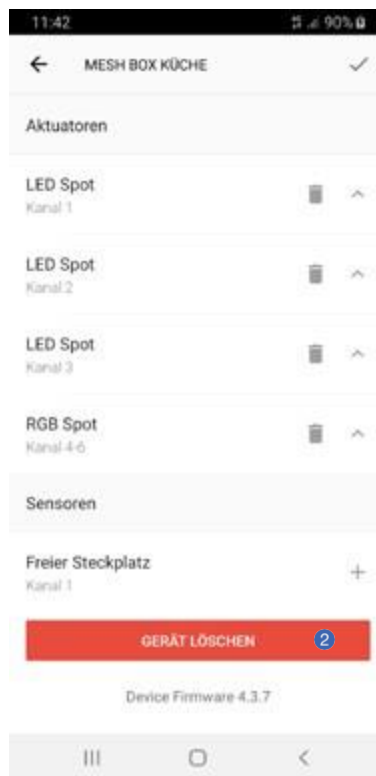 11:42 90%
MESH BOX KÜCHE
Aktuatoren
LED Spot
Kanal 1
LED Spot
Kanal 2
LED Spot
Kanal 3
RGB Spot
Kanal 4-6
Sensoren
Freier Steckplatz
Kanal 1
GERÄT LÖSCHEN 2
Device Firmware 4.3.7